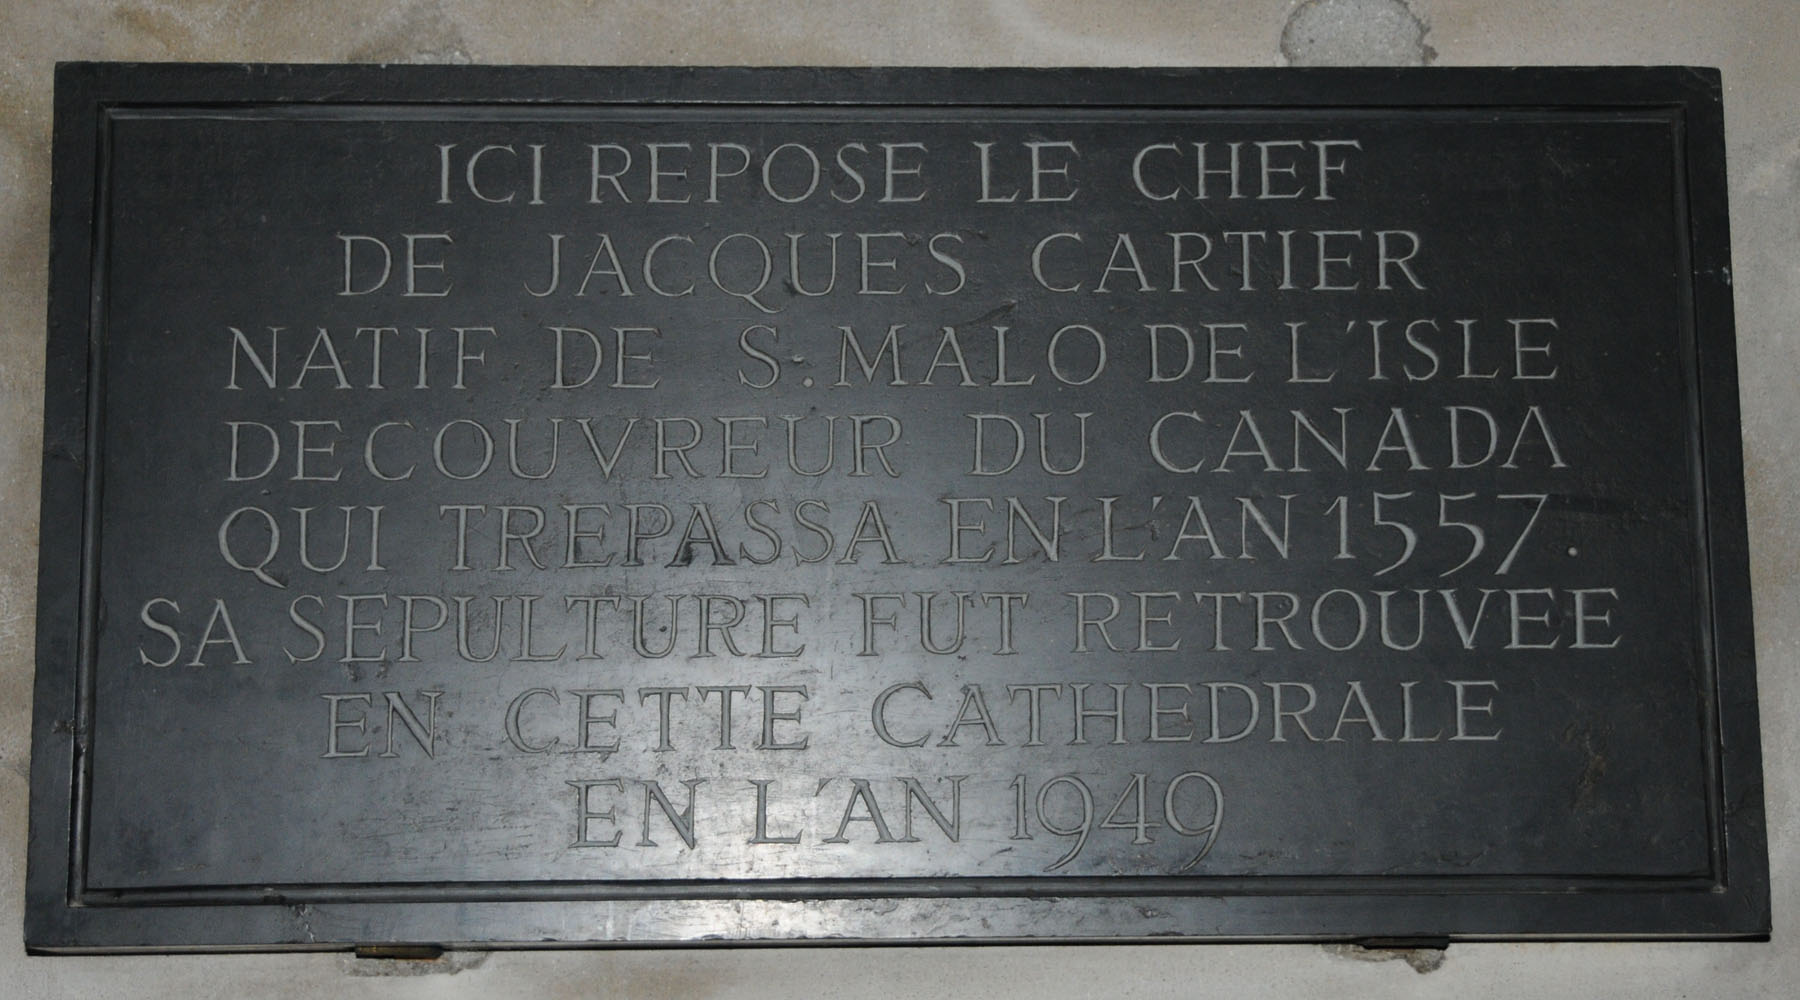 ICI REPOSE LE CHEF
DE JACQUES CARTIER
NATIF DE S. MALO DE L'ISLE
DECOUVREUR DU CANADA
QUI TREPASSA EN L'AN 1557.
SA SEPULTURE FUT RETROUVEE
EN CETTE CATHEDRALE
EN L'AN 1949